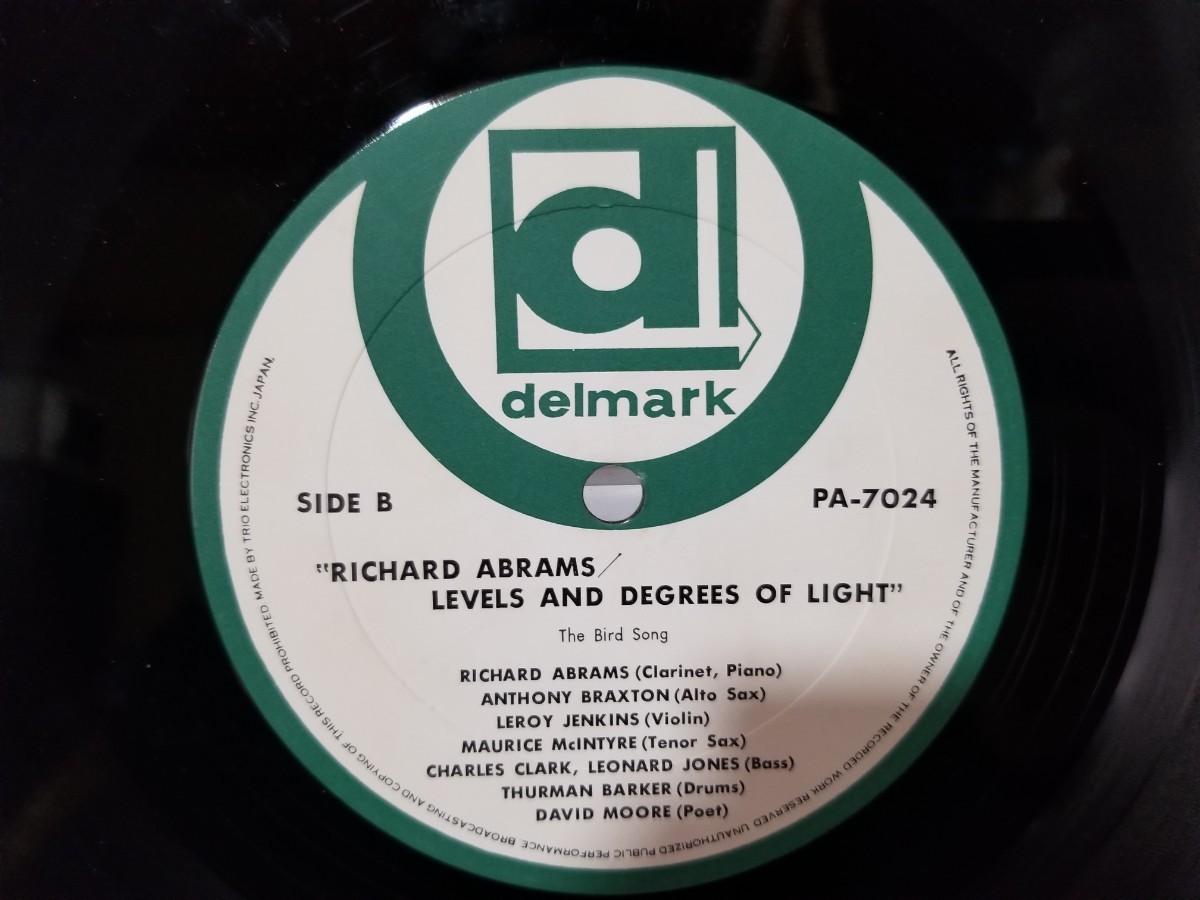 delmark
SIDE B
PA-7024
"RICHARD ABRAMS/
LEVELS AND DEGREES OF LIGHT"
The Bird Song
RICHARD ABRAMS (Clarinet, Piano)
ANTHONY BRAXTON (Alto Sax)
LEROY JENKINS (Violin)
MAURICE McINTYRE (Tenor Sax)
CHARLES CLARK, LEONARD JONES (Bass)
THURMAN BARKER (Drums)
DAVID MOORE (Poet)
ALL RIGHTS OF THE MANUFACTURER AND OF THE OWNER OF THE RECORDED WORK RESERVED UNAUTHORIZED PUBLIC PERFORMANCE BROADCASTING AND COPYING OF THIS RECORD PROHIBITED MADE BY TRIO ELECTRONICS INC. JAPAN.